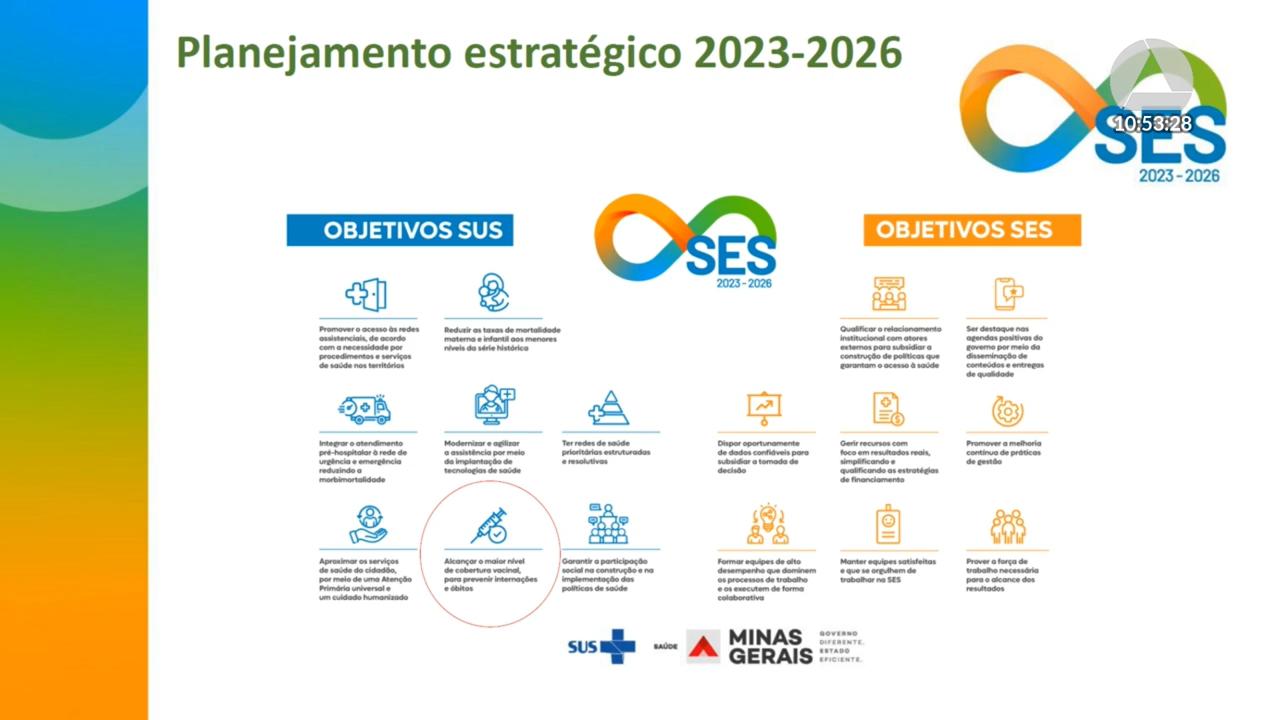 Planejamento estratégico 2023-2026
SES
10:53:28
2023 - 2026
OBJETIVOS SUS
SES
2023 - 2026
OBJETIVOS SES
Promover o acesso às redes
assistenciais, de acordo
com a necessidade por
procedimentos e serviços
de saúde nos territórios
Reduzir as taxas de mortalidade
materna e infantil aos menores
níveis da série histórica
Qualificar o relacionamento
institucional com atores
externos para subsidiar a
construção de políticas que
garantam o acesso à saúde
Ser destaque nas
agendas positivas do
governo por meio da
disseminação de
conteúdos e entregas
de qualidade
Integrar o atendimento
pré-hospitalar à rede de
urgência e emergência
reduzindo a
morbimortalidade
Modernizar e agilizar
a assistência por meio
da implantação de
tecnologias de saúde
Ter redes de saúde
prioritárias estruturadas
e resolutivas
Dispor oportunamente
de dados confiáveis para
subsidiar a tomada de
decisão
Gerir recursos com
foco em resultados reais,
simplificando e
qualificando as estratégias
de financiamento
Promover a melhoria
contínua de práticas
de gestão
Aproximar os serviços
de saúde do cidadão,
por meio de uma Atenção
Primária universal e
um cuidado humanizado
Alcançar o maior nível
de cobertura vacinal,
para prevenir internações
e óbitos
Garantir a participação
social na construção e na
implementação das
políticas de saúde
Formar equipes de alto
desempenho que dominem
os processos de trabalho
e os executem de forma
colaborativa
Manter equipes satisfeitas
e que se orgulhem de
trabalhar na SES
Prover a força de
trabalho necessária
para o alcance dos
resultados
SUS
SAÚDE
MINAS
GERAIS
GOVERNO
DIFERENTE.
ESTADO
EFICIENTE.